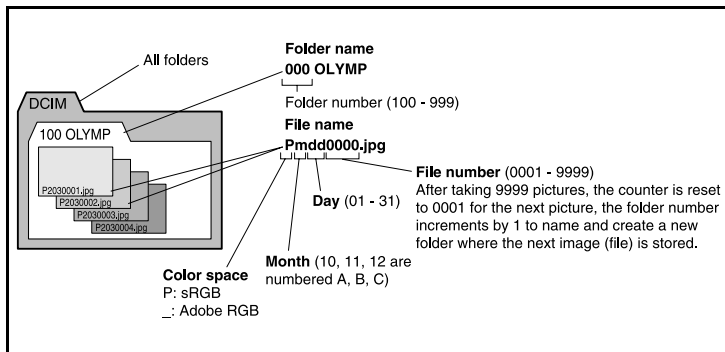 All folders
Folder name
000 OLYMP
Folder number (100 - 999)
DCIM
100 OLYMP
P2030001.jpg
P2030002.jpg
P2030003.jpg
P2030004.jpg
File name
Pmdd0000.jpg
File number (0001 - 9999)
After taking 9999 pictures, the counter is reset
to 0001 for the next picture, the folder number
increments by 1 to name and create a new
folder where the next image (file) is stored.
Day (01 - 31)
Month (10, 11, 12 are
numbered A, B, C)
Color space
P: sRGB
_: Adobe RGB